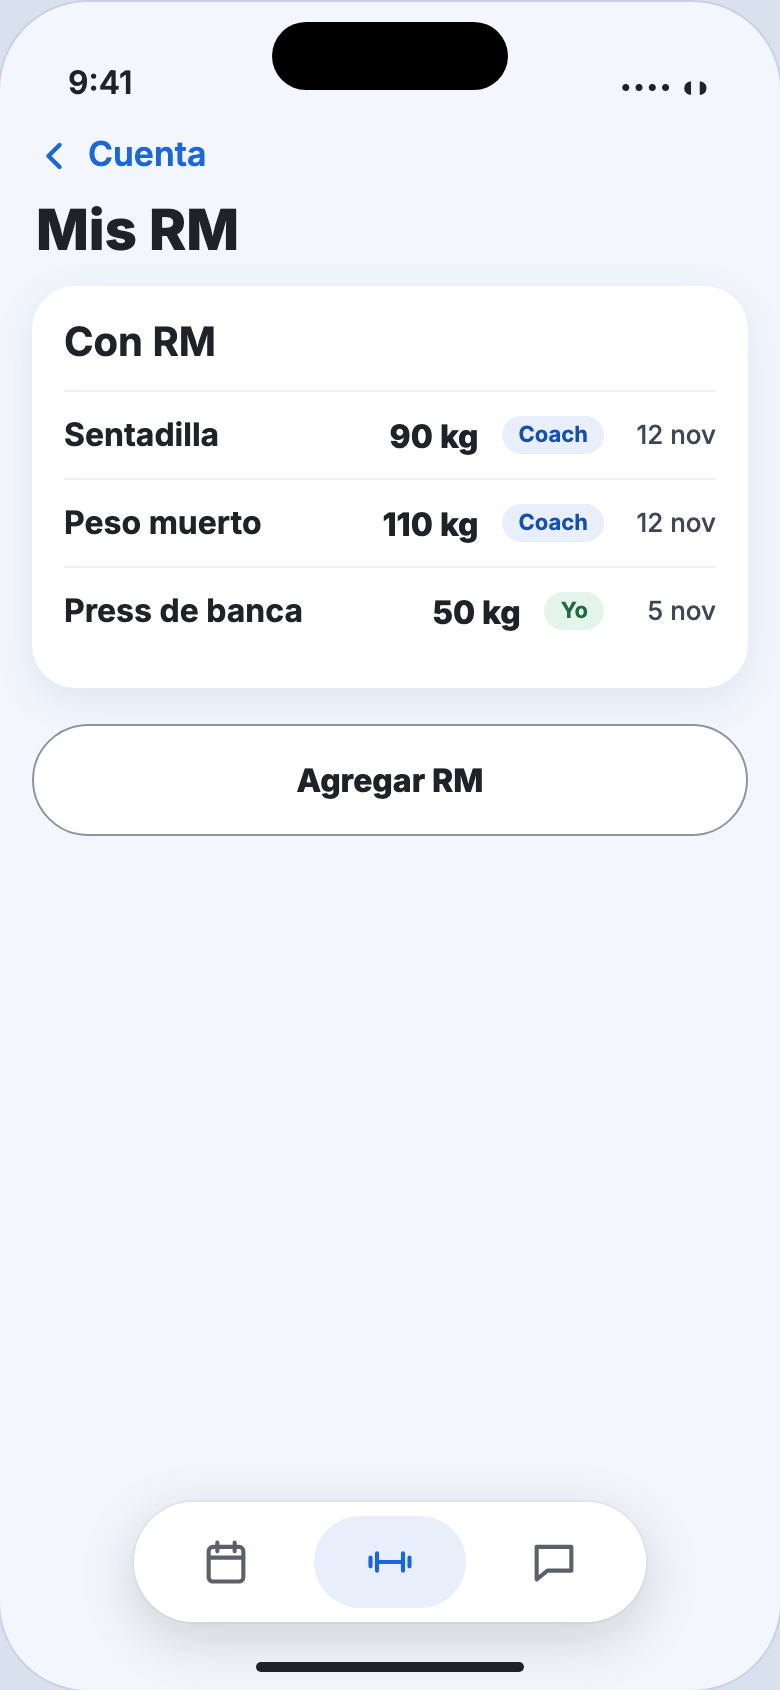 9:41
Cuenta
Mis RM
Con RM
Sentadilla 90 kg Coach 12 nov
Peso muerto 110 kg Coach 12 nov
Press de banca 50 kg Yo 5 nov
Agregar RM